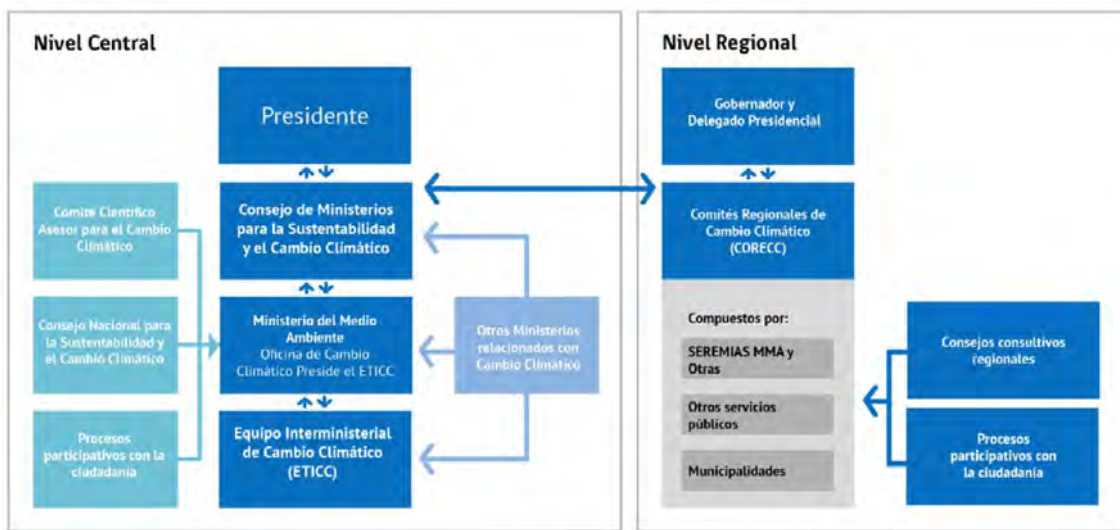 Nivel Central
Presidente
Comité Científico
Asesor para el Cambio
Climático
Consejo de Ministerios
para la Sustentabilidad
y el Cambio Climático
Consejo Nacional para
la Sustentabilidad y
el Cambio Climático
Ministerio del Medio
Ambiente
Oficina de Cambio
Climático Preside el ETICC
Otros Ministerios
relacionados con
Cambio Climático
Procesos
participativos con
la ciudadanía
Equipo Interministerial
de Cambio Climático
(ETICC)
Nivel Regional
Gobernador y
Delegado Presidencial
Comités Regionales de
Cambio Climático
(CORECC)
Compuestos por:
SEREMIAS MMA y
Otras
Otros servicios
públicos
Municipalidades
Consejos consultivos
regionales
Procesos
participativos con
la ciudadanía